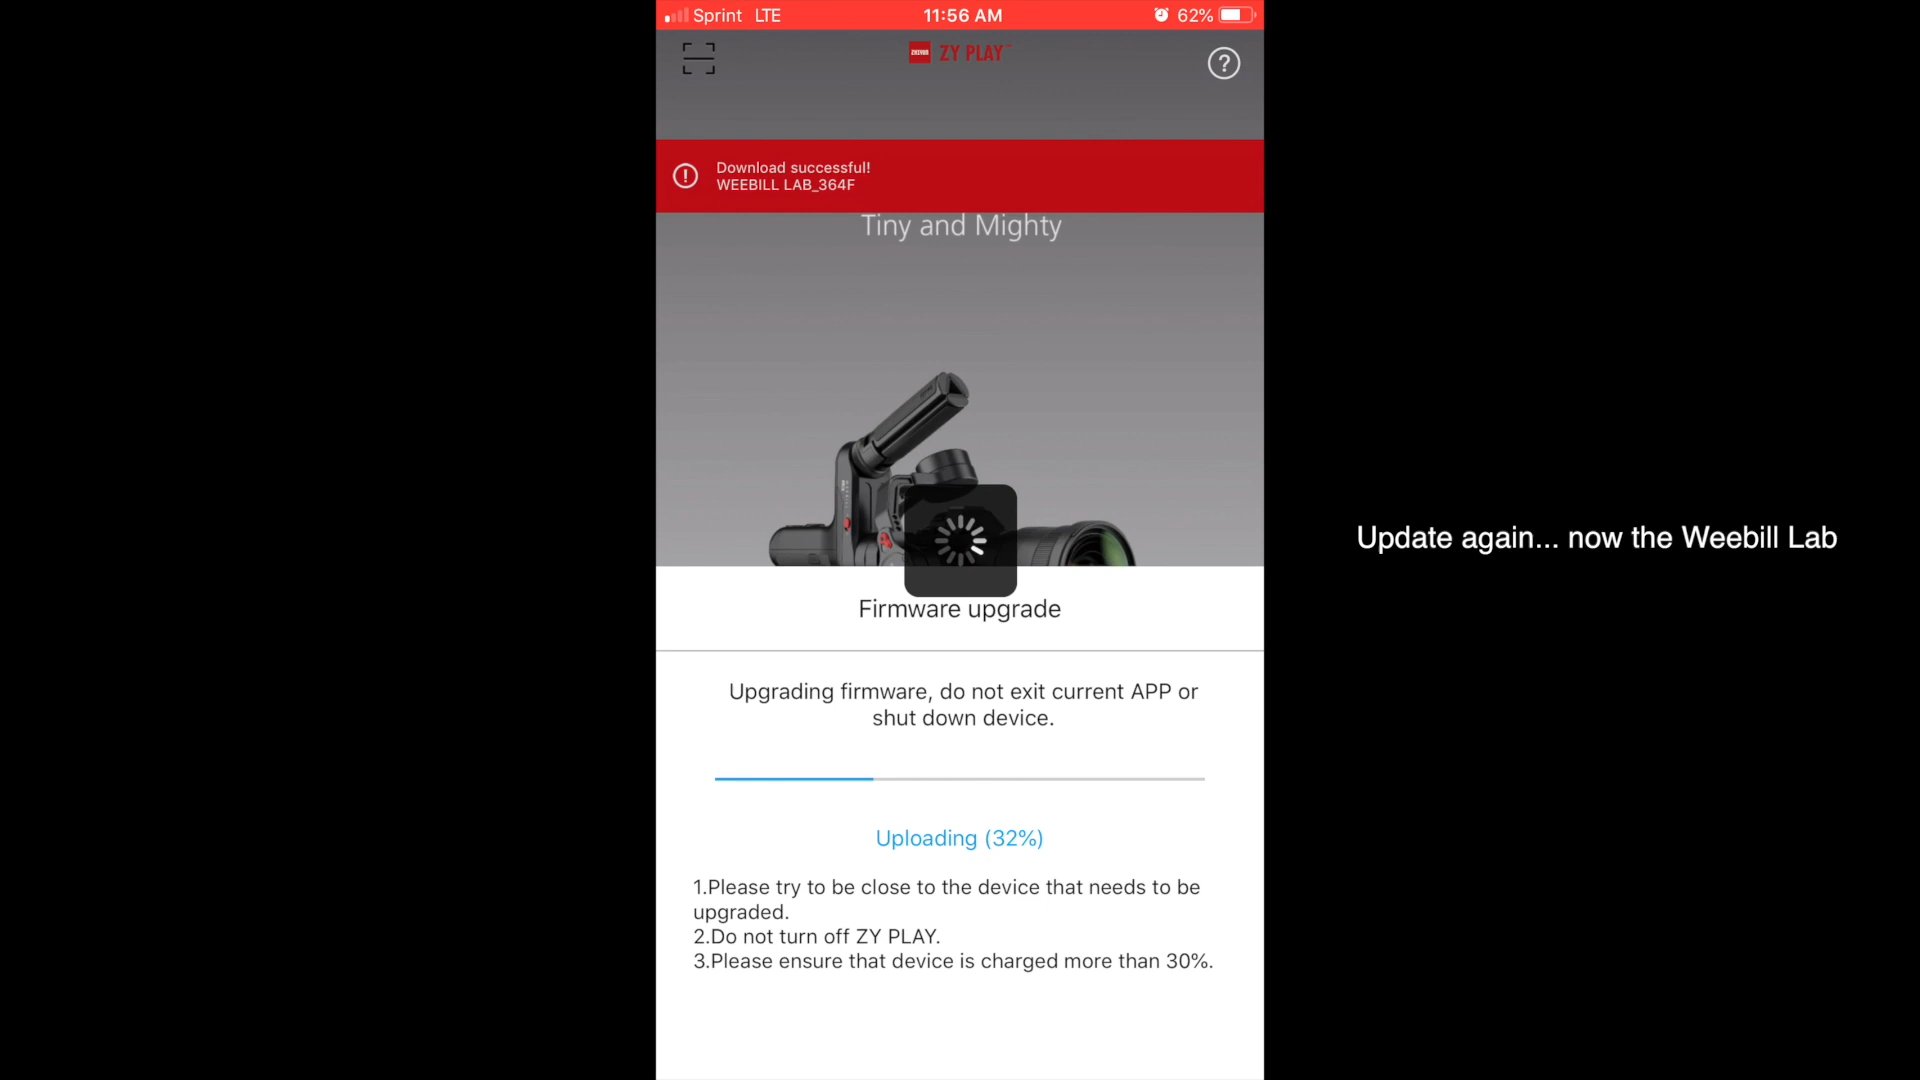 Sprint LTE 11:56 AM 62%
ZHIYUN ZY PLAY™
Download successful!
WEEBILL LAB_364F
Tiny and Mighty
Update again... now the Weebill Lab
Firmware upgrade
Upgrading firmware, do not exit current APP or
shut down device.
Uploading (32%)
1.Please try to be close to the device that needs to be
upgraded.
2.Do not turn off ZY PLAY.
3.Please ensure that device is charged more than 30%.